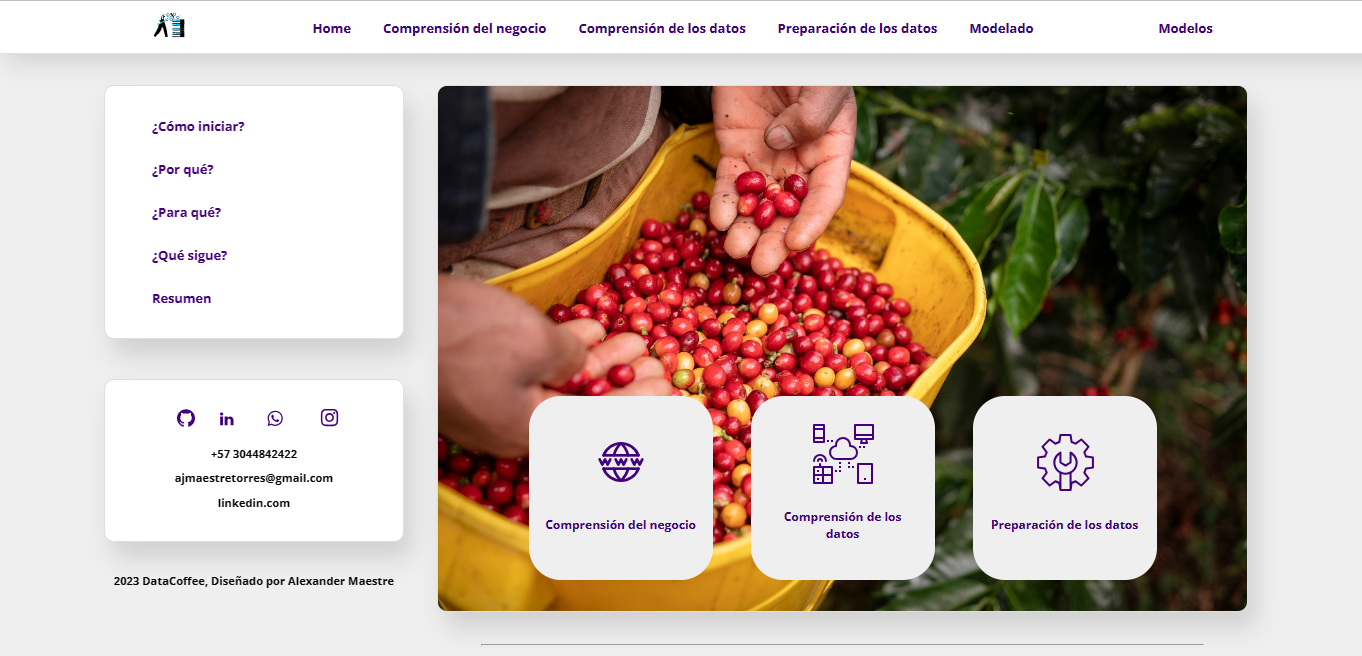 Home
Comprensión del negocio
Comprensión de los datos
Preparación de los datos
Modelado
Modelos
¿Cómo iniciar?
¿Por qué?
¿Para qué?
¿Qué sigue?
Resumen
+57 3044842422
ajmaestretorres@gmail.com
linkedin.com
2023 DataCoffee, Diseñado por Alexander Maestre
WWW
Comprensión del negocio
Comprensión de los
datos
Preparación de los datos